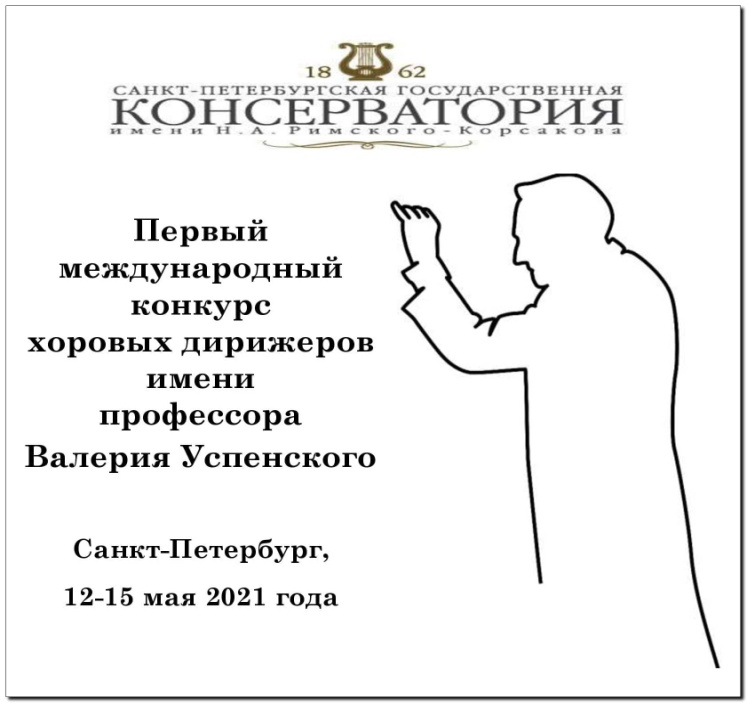 18 62
САНКТ-ПЕТЕРБУРГСКАЯ ГОСУДАРСТВЕННАЯ
КОНСЕРВАТОРИЯ
имени Н.А. Римского-Корсакова
Первый
международный
конкурс
хоровых дирижеров
имени
профессора
Валерия Успенского
Санкт-Петербург,
12-15 мая 2021 года